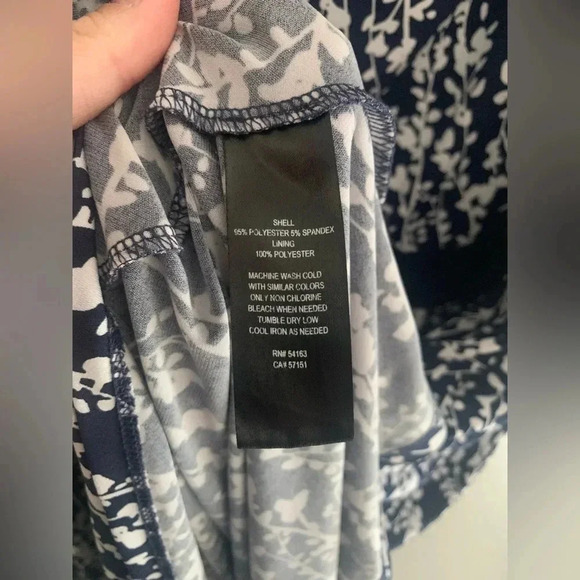 SHELL
95% POLYESTER 5% SPANDEX
LINING
100% POLYESTER
MACHINE WASH COLD
WITH SIMILAR COLORS
ONLY NON CHLORINE
BLEACH WHEN NEEDED
TUMBLE DRY LOW
COOL IRON AS NEEDED
RN# 54163
CA# 57151